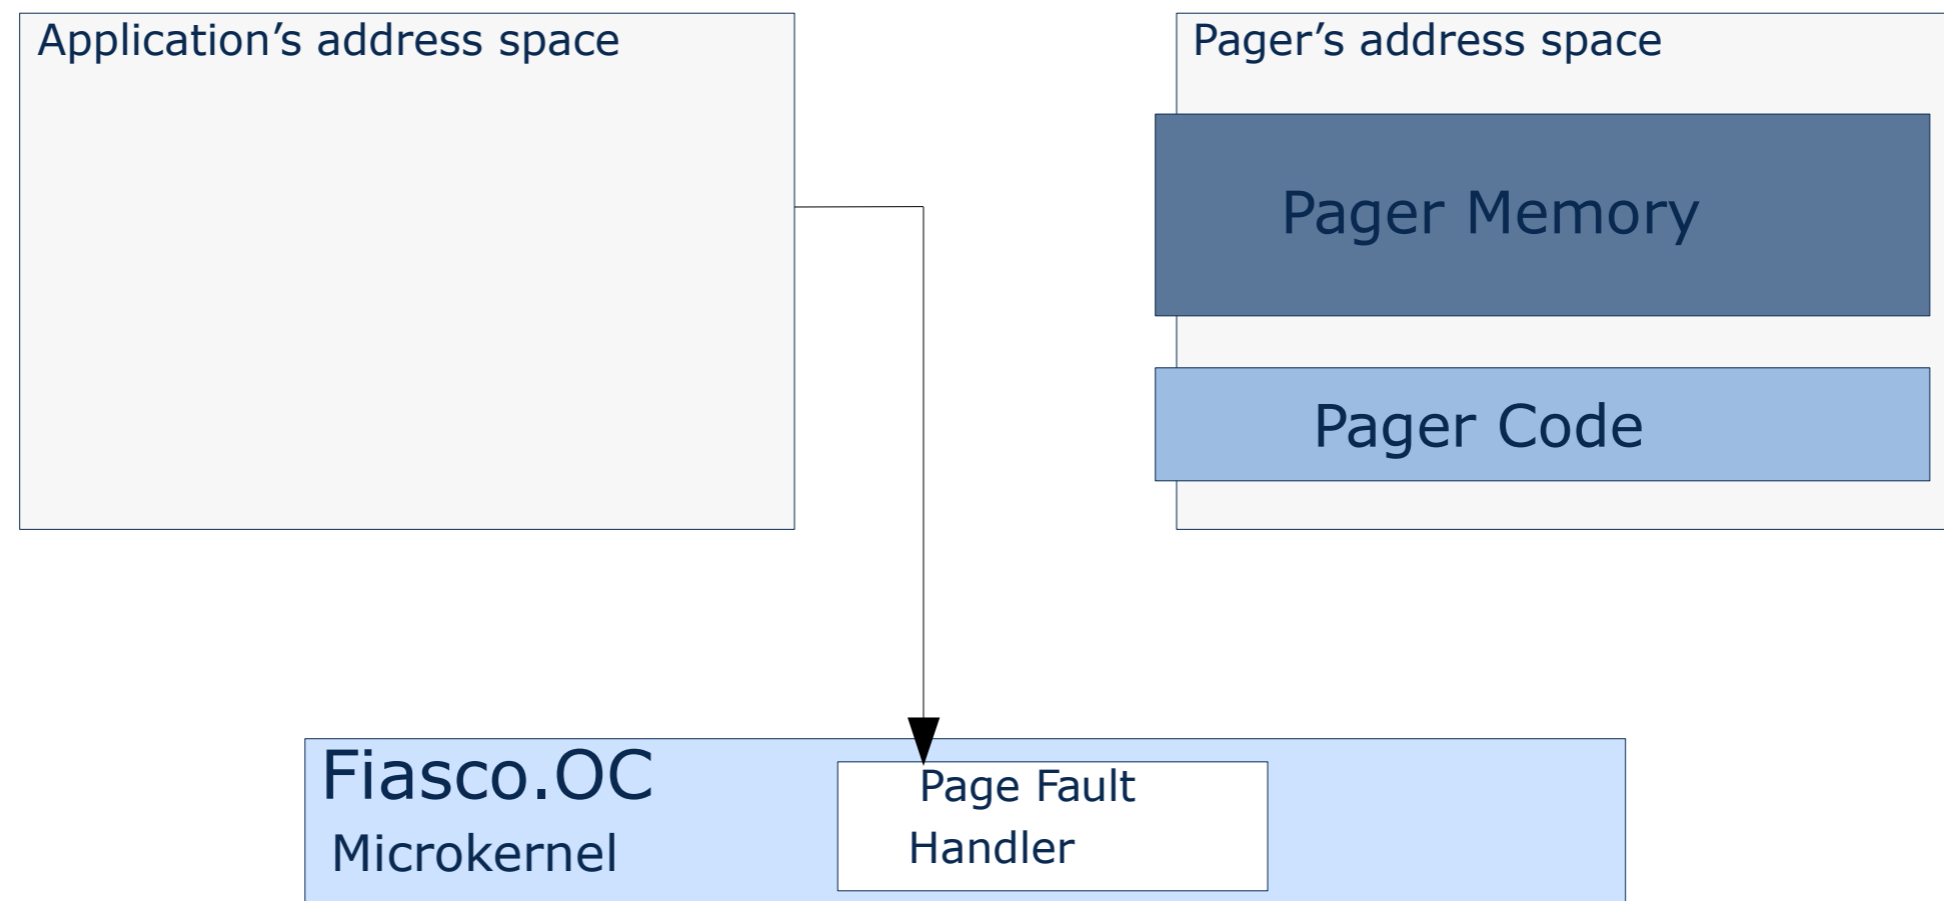 Application’s address space
Pager’s address space
Pager Memory
Pager Code
Fiasco.OC
Microkernel
Page Fault
Handler